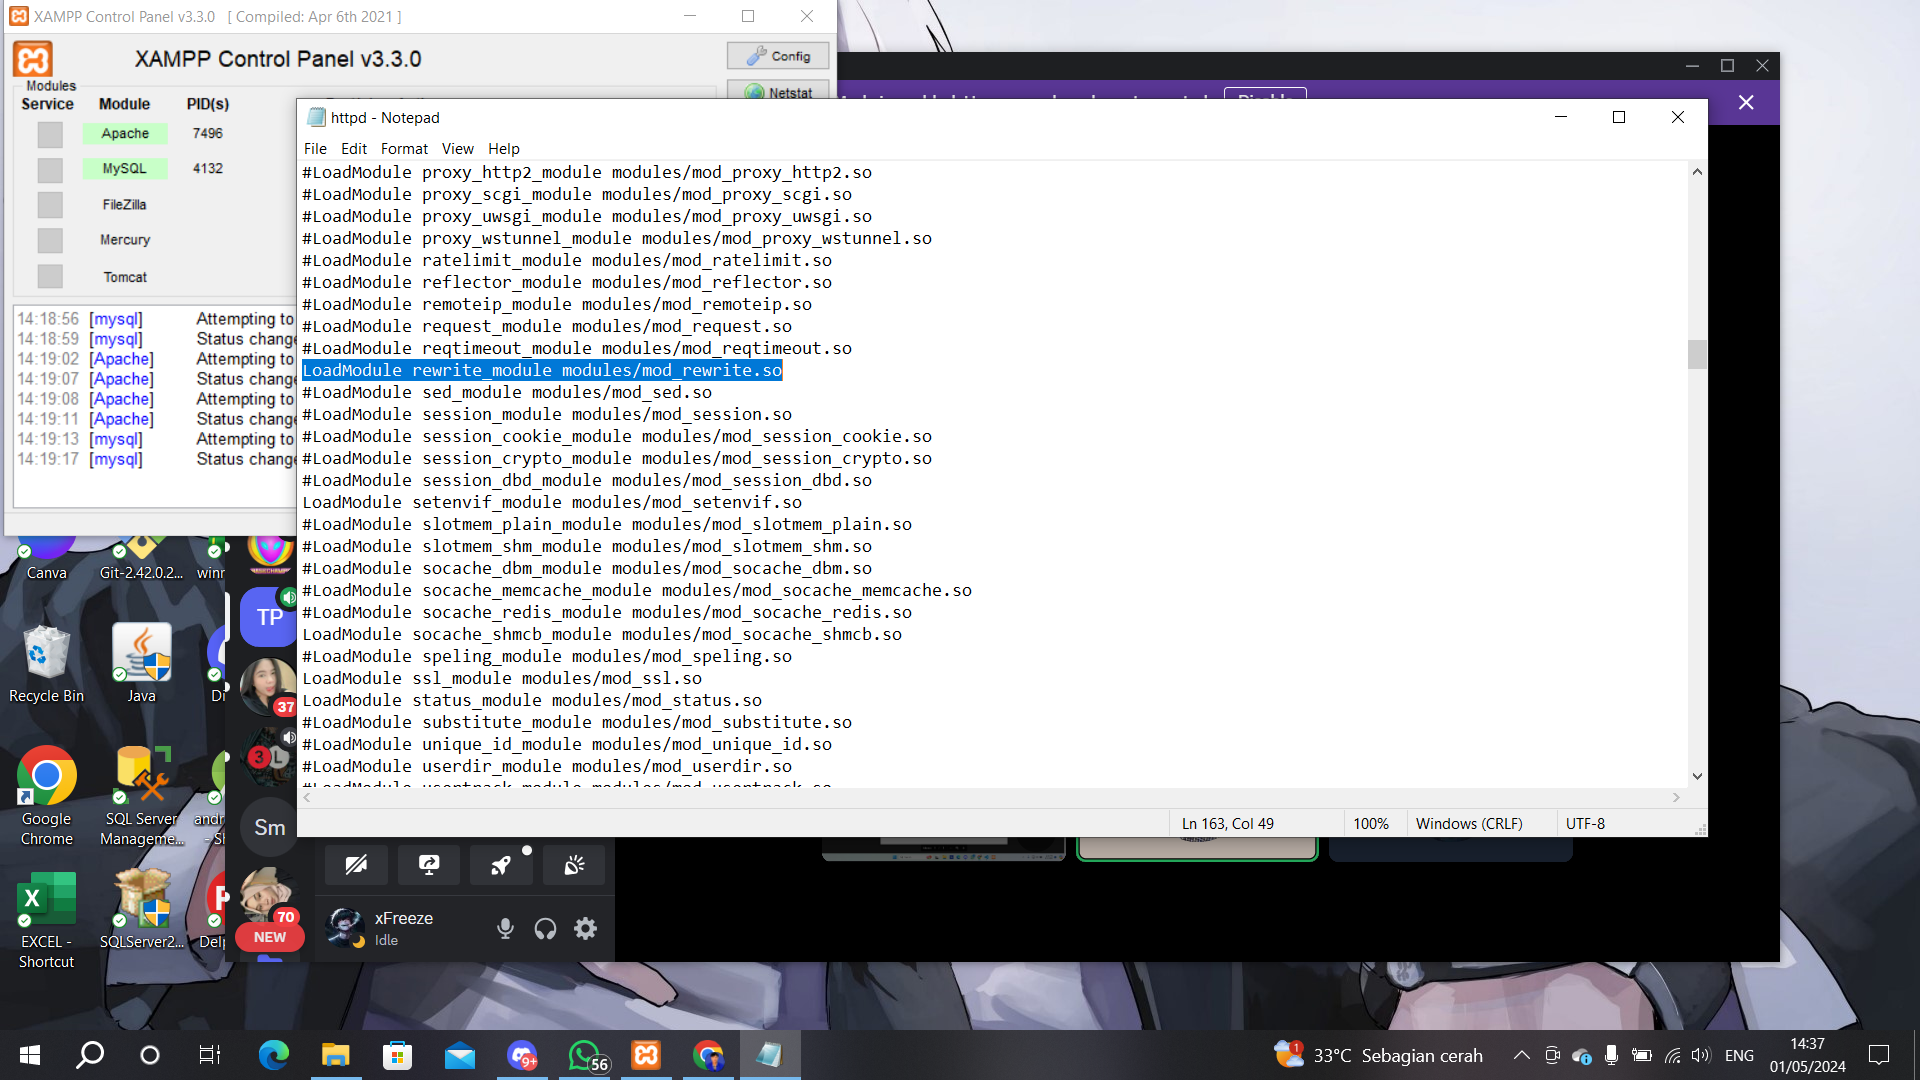 XAMPP Control Panel v3.3.0 [ Compiled: Apr 6th 2021 ]
XAMPP Control Panel v3.3.0
Config
Netstat
Modules
Service Module PID(s)
Apache 7496
MySQL 4132
FileZilla
Mercury
Tomcat
14:18:56 [mysql] Attempting to
14:18:59 [mysql] Status change
14:19:02 [Apache] Attempting to
14:19:07 [Apache] Status change
14:19:08 [Apache] Attempting to
14:19:11 [Apache] Status change
14:19:13 [mysql] Attempting to
14:19:17 [mysql] Status change
httpd - Notepad
File Edit Format View Help
#LoadModule proxy_http2_module modules/mod_proxy_http2.so
#LoadModule proxy_scgi_module modules/mod_proxy_scgi.so
#LoadModule proxy_uwsgi_module modules/mod_proxy_uwsgi.so
#LoadModule proxy_wstunnel_module modules/mod_proxy_wstunnel.so
#LoadModule ratelimit_module modules/mod_ratelimit.so
#LoadModule reflector_module modules/mod_reflector.so
#LoadModule remoteip_module modules/mod_remoteip.so
#LoadModule request_module modules/mod_request.so
#LoadModule reqtimeout_module modules/mod_reqtimeout.so
LoadModule rewrite_module modules/mod_rewrite.so
#LoadModule sed_module modules/mod_sed.so
#LoadModule session_module modules/mod_session.so
#LoadModule session_cookie_module modules/mod_session_cookie.so
#LoadModule session_crypto_module modules/mod_session_crypto.so
#LoadModule session_dbd_module modules/mod_session_dbd.so
LoadModule setenvif_module modules/mod_setenvif.so
#LoadModule slotmem_plain_module modules/mod_slotmem_plain.so
#LoadModule slotmem_shm_module modules/mod_slotmem_shm.so
#LoadModule socache_dbm_module modules/mod_socache_dbm.so
#LoadModule socache_memcache_module modules/mod_socache_memcache.so
#LoadModule socache_redis_module modules/mod_socache_redis.so
LoadModule socache_shmcb_module modules/mod_socache_shmcb.so
#LoadModule speling_module modules/mod_speling.so
LoadModule ssl_module modules/mod_ssl.so
LoadModule status_module modules/mod_status.so
#LoadModule substitute_module modules/mod_substitute.so
#LoadModule unique_id_module modules/mod_unique_id.so
#LoadModule userdir_module modules/mod_userdir.so
#LoadModule usertrack_module modules/mod_usertrack.so
Ln 163, Col 49 100% Windows (CRLF) UTF-8
Canva Git-2.42.0.2... winr
TP
Recycle Bin Java Di
37
3 L
Google Chrome
SQL Server Manageme...
andr - Sh
Sm
EXCEL - Shortcut
SQLServer2... Delp
70
NEW
xFreeze
Idle
9+
56
1
33°C Sebagian cerah
ENG
14:37
01/05/2024